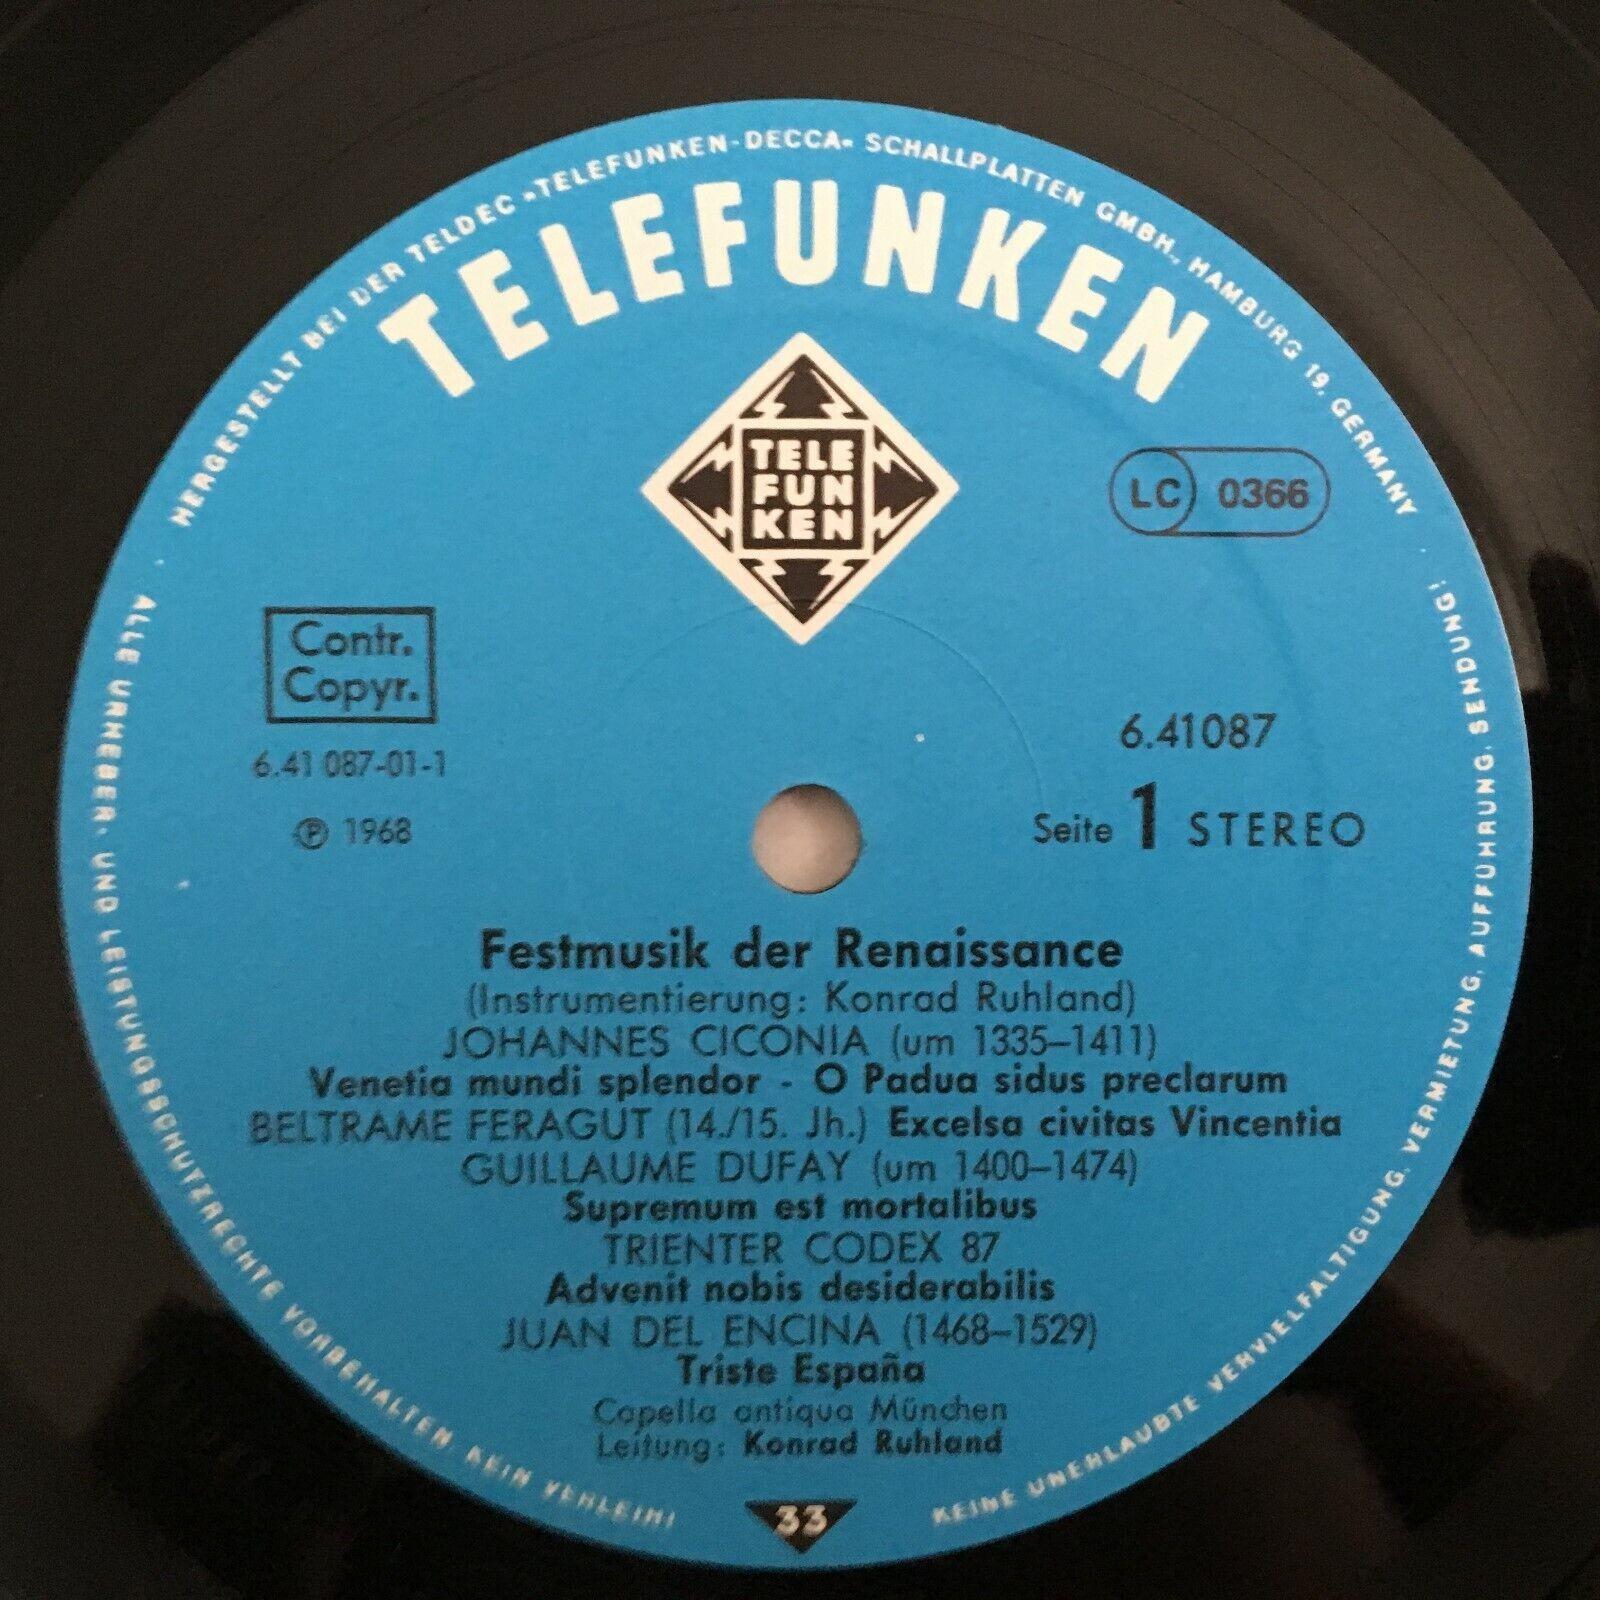 HERGESTELLT BEI DER TELDEC »TELEFUNKEN-DECCA« SCHALLPLATTEN GMBH., HAMBURG 19, GERMANY
TELEFUNKEN
TELE
FUN
KEN
LC 0366
Contr.
Copyr.
6.41 087-01-1
℗ 1968
6.41087
Seite 1 STEREO
Festmusik der Renaissance
(Instrumentierung: Konrad Ruhland)
JOHANNES CICONIA (um 1335–1411)
Venetia mundi splendor - O Padua sidus preclarum
BELTRAME FERAGUT (14./15. Jh.) Excelsa civitas Vincentia
GUILLAUME DUFAY (um 1400–1474)
Supremum est mortalibus
TRIENTER CODEX 87
Advenit nobis desiderabilis
JUAN DEL ENCINA (1468–1529)
Triste España
Capella antiqua München
Leitung: Konrad Ruhland
33
ALLE URHEBER- UND LEISTUNGSSCHUTZRECHTE VORBEHALTEN KEIN VERLEIH!
KEINE UNERLAUBTE VERVIELFALTIGUNG, VERMIETUNG, AUFFÜHRUNG, SENDUNG!